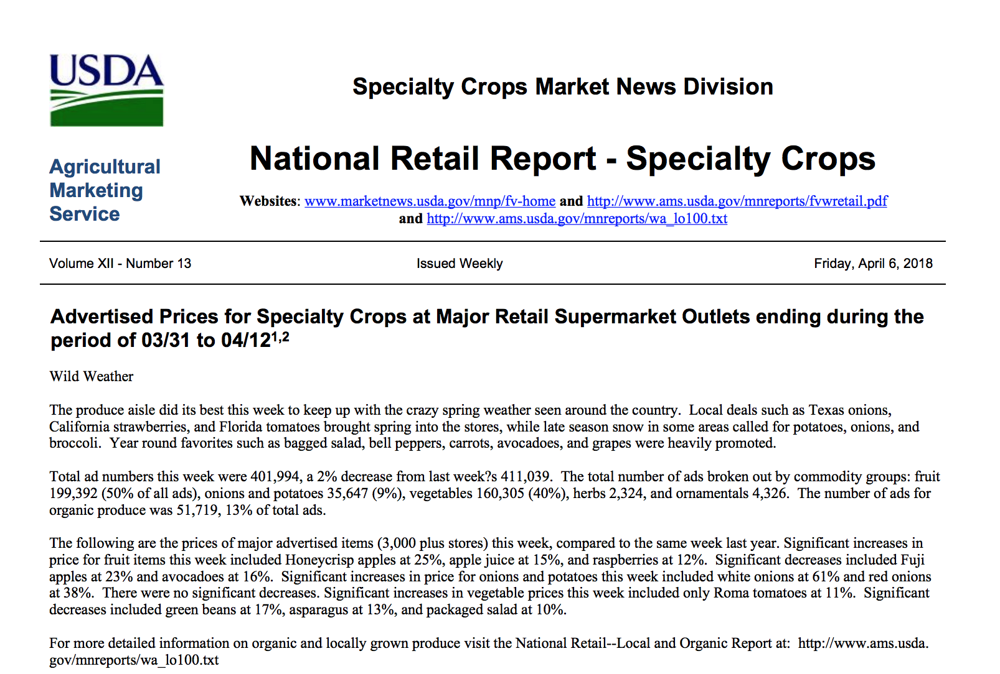 USDA
Specialty Crops Market News Division
National Retail Report - Specialty Crops
Agricultural
Marketing
Service
Websites: www.marketnews.usda.gov/mnp/fv-home and http://www.ams.usda.gov/mnreports/fvwretail.pdf
and http://www.ams.usda.gov/mnreports/wa_lo100.txt
Volume XII - Number 13 Issued Weekly Friday, April 6, 2018
Advertised Prices for Specialty Crops at Major Retail Supermarket Outlets ending during the
period of 03/31 to 04/12¹,²
Wild Weather
The produce aisle did its best this week to keep up with the crazy spring weather seen around the country.  Local deals such as Texas onions,
California strawberries, and Florida tomatoes brought spring into the stores, while late season snow in some areas called for potatoes, onions, and
broccoli.  Year round favorites such as bagged salad, bell peppers, carrots, avocadoes, and grapes were heavily promoted.
Total ad numbers this week were 401,994, a 2% decrease from last week?s 411,039.  The total number of ads broken out by commodity groups: fruit
199,392 (50% of all ads), onions and potatoes 35,647 (9%), vegetables 160,305 (40%), herbs 2,324, and ornamentals 4,326.  The number of ads for
organic produce was 51,719, 13% of total ads.
The following are the prices of major advertised items (3,000 plus stores) this week, compared to the same week last year. Significant increases in
price for fruit items this week included Honeycrisp apples at 25%, apple juice at 15%, and raspberries at 12%.  Significant decreases included Fuji
apples at 23% and avocadoes at 16%.  Significant increases in price for onions and potatoes this week included white onions at 61% and red onions
at 38%.  There were no significant decreases. Significant increases in vegetable prices this week included only Roma tomatoes at 11%.  Significant
decreases included green beans at 17%, asparagus at 13%, and packaged salad at 10%.
For more detailed information on organic and locally grown produce visit the National Retail--Local and Organic Report at:  http://www.ams.usda.
gov/mnreports/wa_lo100.txt